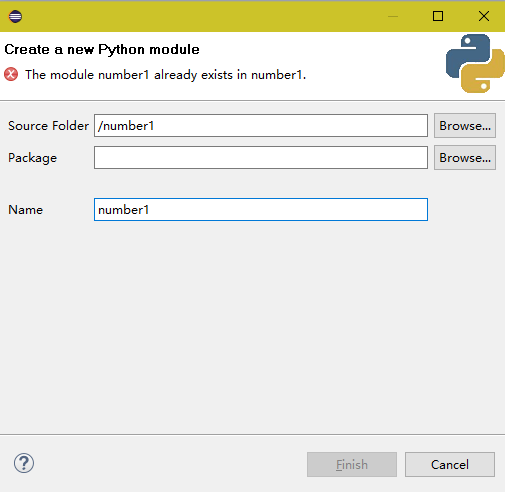 Create a new Python module
The module number1 already exists in number1.
Source Folder /number1 Browse...
Package Browse...
Name number1
? Finish Cancel